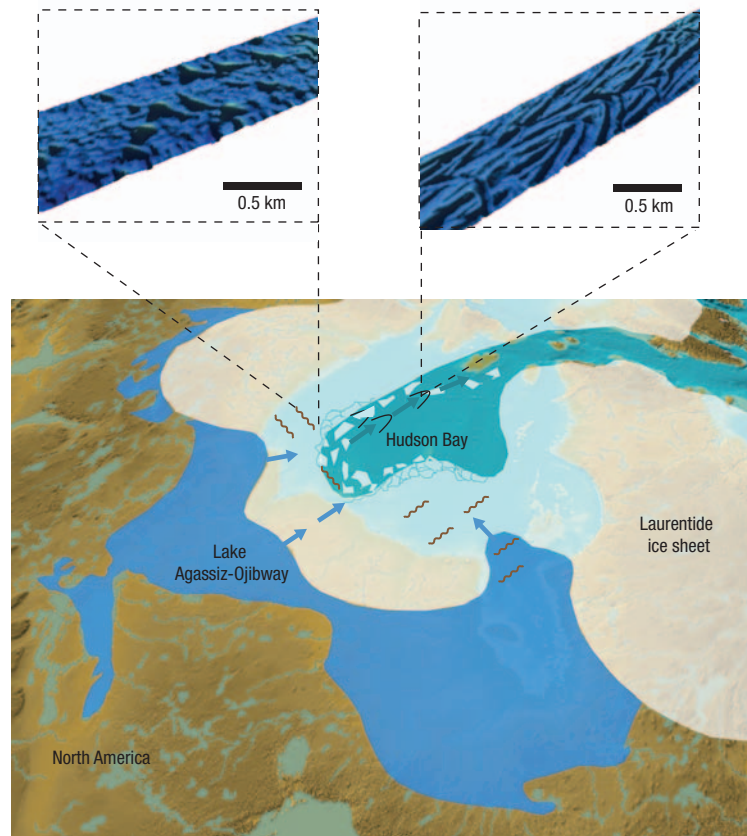 0.5 km
0.5 km
Hudson Bay
Lake
Agassiz-Ojibway
Laurentide
ice sheet
North America